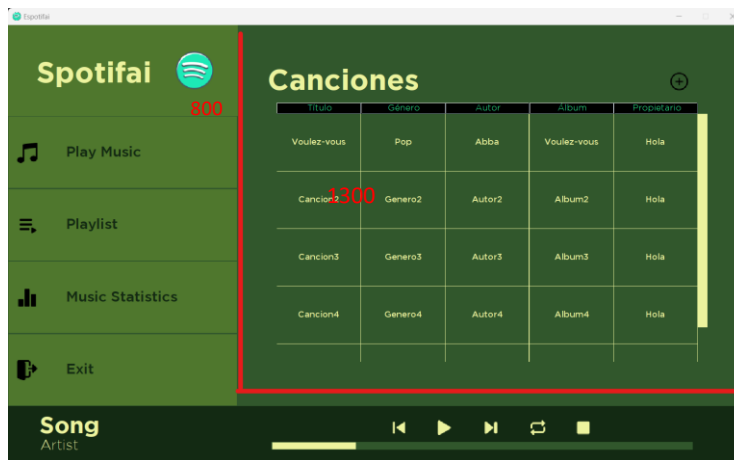 Espotifai
Spotifai
800
Play Music
Playlist
Music Statistics
Exit
Canciones
Título Género Autor Álbum Propietario
Voulez-vous Pop Abba Voulez-vous Hola
Cancion2 Genero2 Autor2 Album2 Hola
1300
Cancion3 Genero3 Autor3 Album3 Hola
Cancion4 Genero4 Autor4 Album4 Hola
Song
Artist